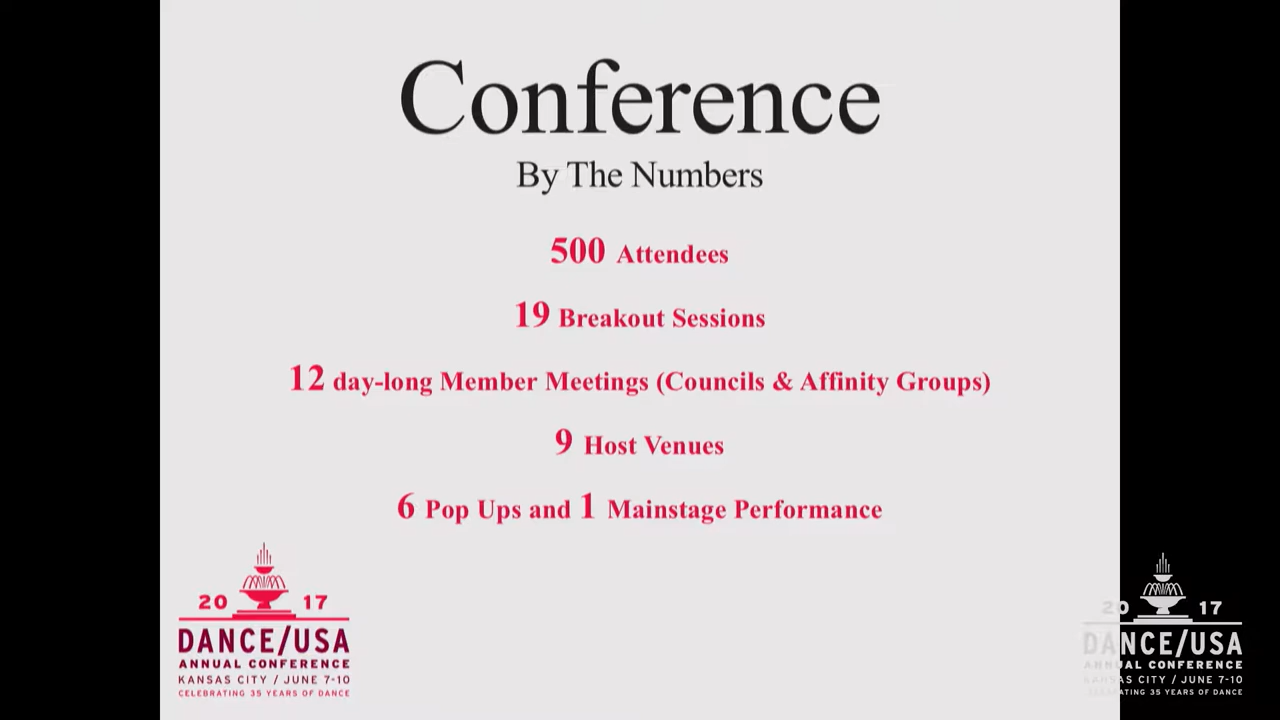 Conference
By The Numbers
500 Attendees
19 Breakout Sessions
12 day-long Member Meetings (Councils & Affinity Groups)
9 Host Venues
6 Pop Ups and 1 Mainstage Performance
20 17
DANCE/USA
ANNUAL CONFERENCE
KANSAS CITY / JUNE 7-10
CELEBRATING 35 YEARS OF DANCE
20 17
DANCE/USA
ANNUAL CONFERENCE
KANSAS CITY / JUNE 7-10
CELEBRATING 35 YEARS OF DANCE